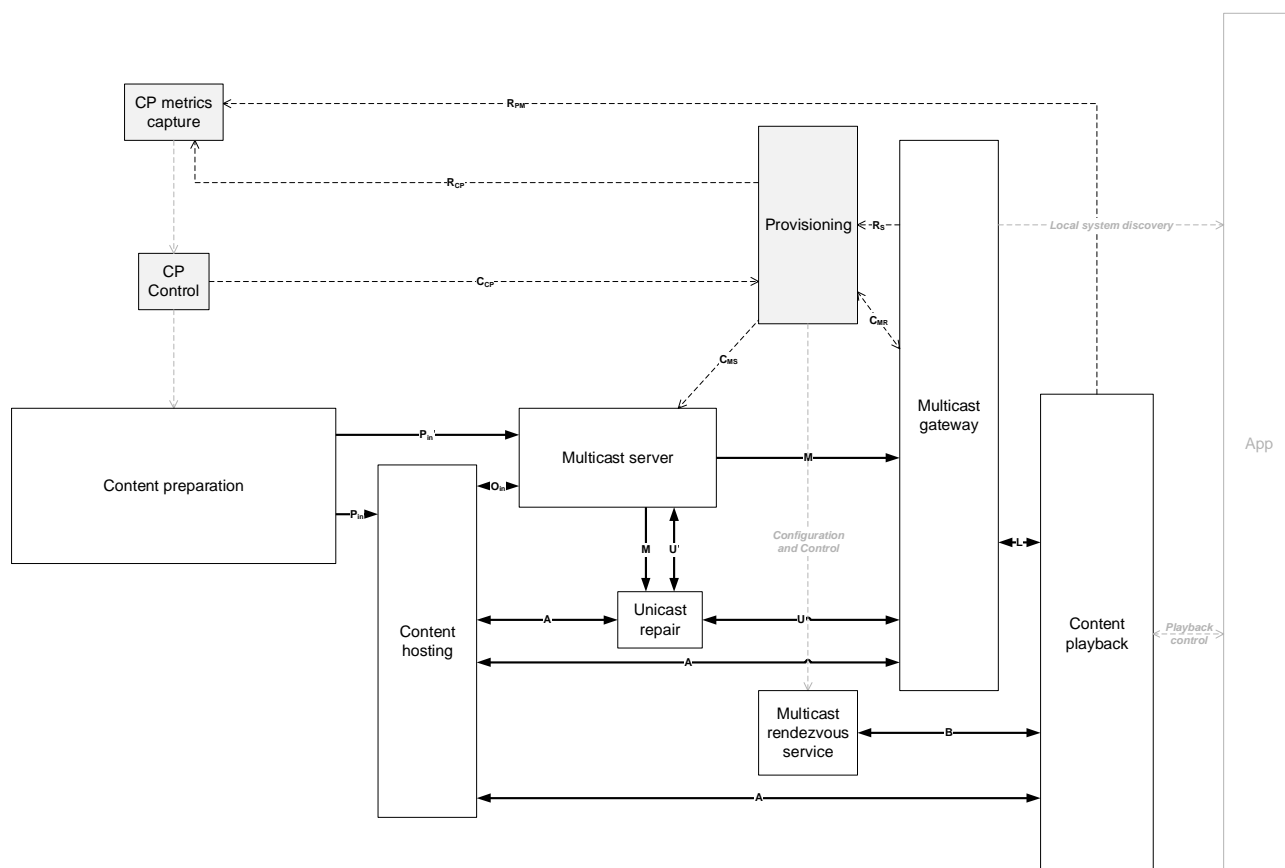 CP metrics
capture
RPM
RCP
Provisioning
RS
Local system discovery
CP
Control
CCP
CMR
CMS
Multicast
gateway
App
Content preparation
Pin'
Multicast server
M
Pin
Oin
Configuration
and Control
M
U'
L
Unicast
repair
A
U
Content
hosting
Content
playback
Playback
control
A
Multicast
rendezvous
service
B
A